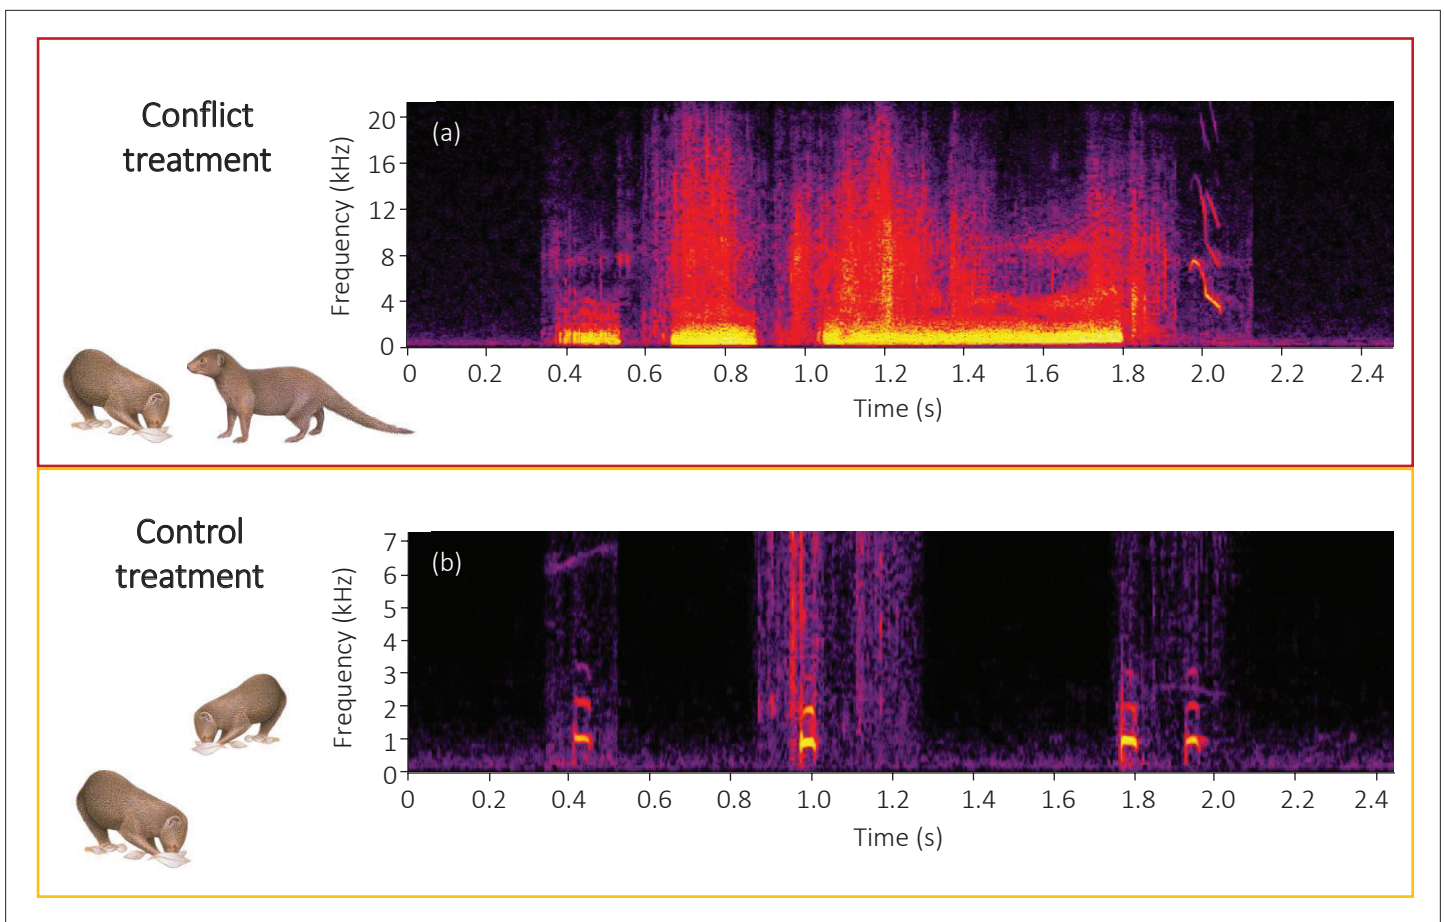 Conflict
treatment
(a)
Frequency (kHz)
20
16
12
8
4
0
0 0.2 0.4 0.6 0.8 1.0 1.2 1.4 1.6 1.8 2.0 2.2 2.4
Time (s)
Control
treatment
(b)
Frequency (kHz)
7
6
5
4
3
2
1
0
0 0.2 0.4 0.6 0.8 1.0 1.2 1.4 1.6 1.8 2.0 2.4
Time (s)